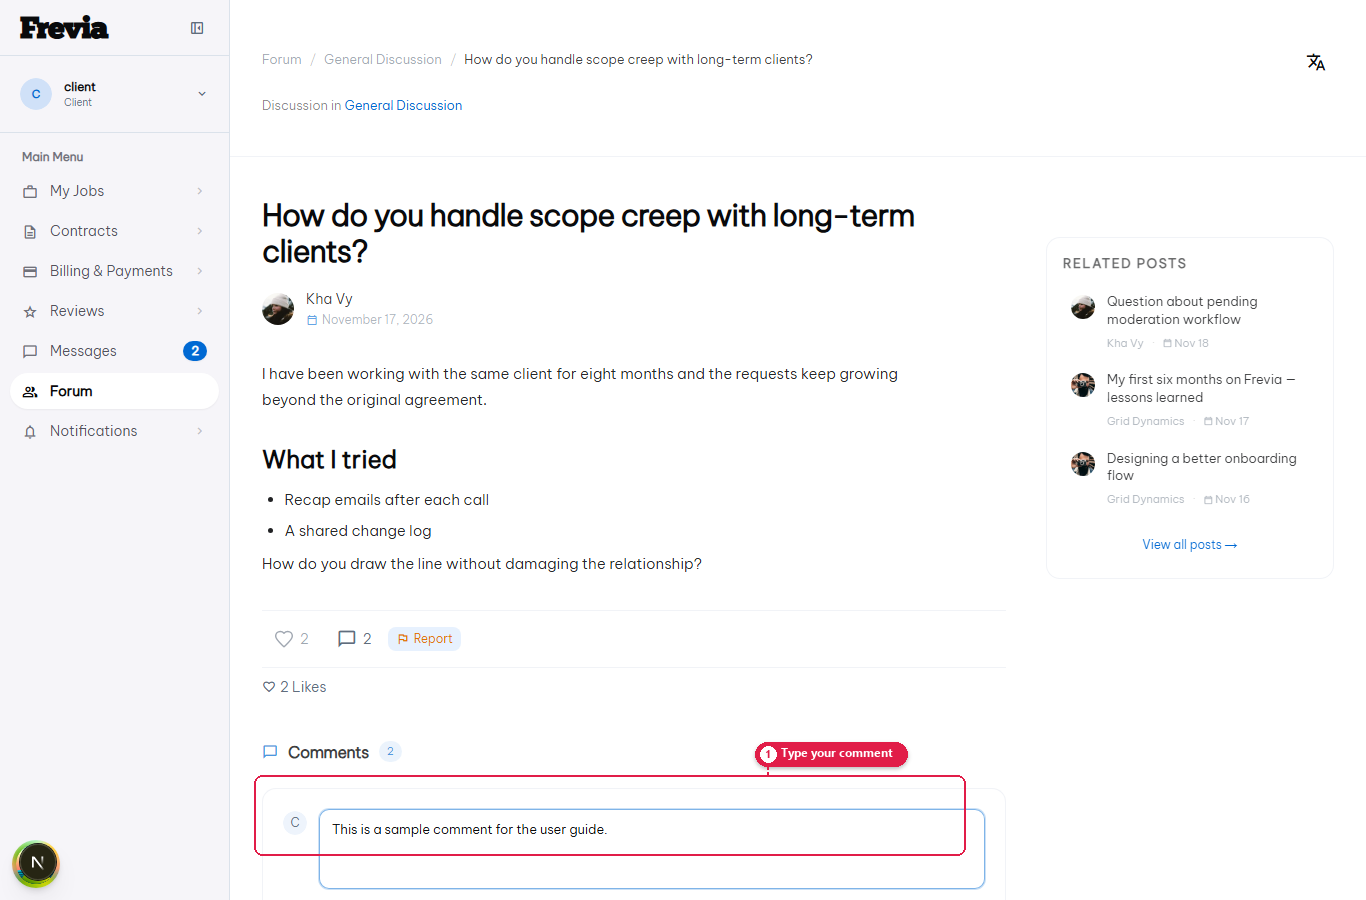 Frevia
C
client
Client
Main Menu
My Jobs
Contracts
Billing & Payments
Reviews
Messages
2
Forum
Notifications
N
Forum / General Discussion / How do you handle scope creep with long-term clients?
Discussion in General Discussion
How do you handle scope creep with long-term
clients?
Kha Vy
November 17, 2026
I have been working with the same client for eight months and the requests keep growing
beyond the original agreement.
What I tried
• Recap emails after each call
• A shared change log
How do you draw the line without damaging the relationship?
2
2
Report
2 Likes
Comments 2
1 Type your comment
C
This is a sample comment for the user guide.
RELATED POSTS
Question about pending
moderation workflow
Kha Vy · Nov 18
My first six months on Frevia —
lessons learned
Grid Dynamics · Nov 17
Designing a better onboarding
flow
Grid Dynamics · Nov 16
View all posts →